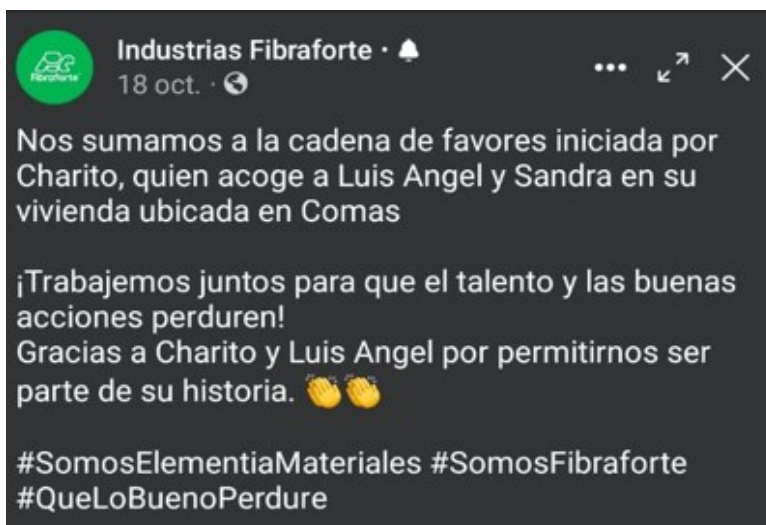 Industrias Fibraforte ·
18 oct. ·
Fibraforte
Nos sumamos a la cadena de favores iniciada por
Charito, quien acoge a Luis Angel y Sandra en su
vivienda ubicada en Comas
¡Trabajemos juntos para que el talento y las buenas
acciones perduren!
Gracias a Charito y Luis Angel por permitirnos ser
parte de su historia. 👏👏
#SomosElementiaMateriales #SomosFibraforte
#QueLoBuenoPerdure